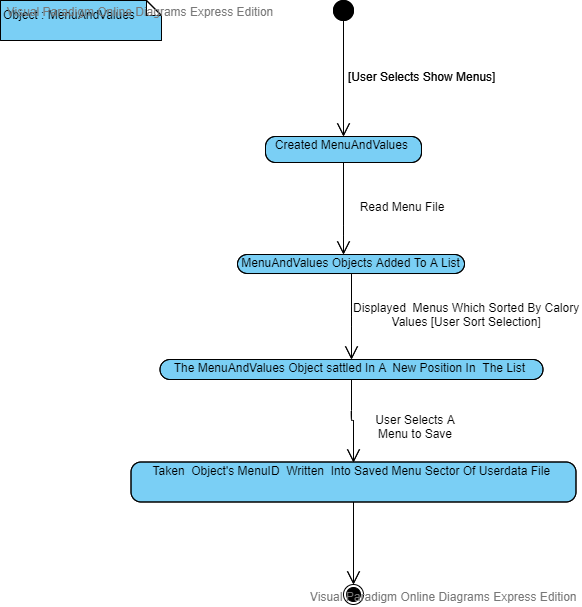 Visual Paradigm Online Diagrams Express Edition
Object : MenuAndValues
[User Selects Show Menus]
Created MenuAndValues
Read Menu File
MenuAndValues Objects Added To A List
Displayed Menus Which Sorted By Calory
Values [User Sort Selection]
The MenuAndValues Object sattled In A New Position In The List
User Selects A
Menu to Save
Taken Object's MenuID Written Into Saved Menu Sector Of Userdata File
Visual Paradigm Online Diagrams Express Edition